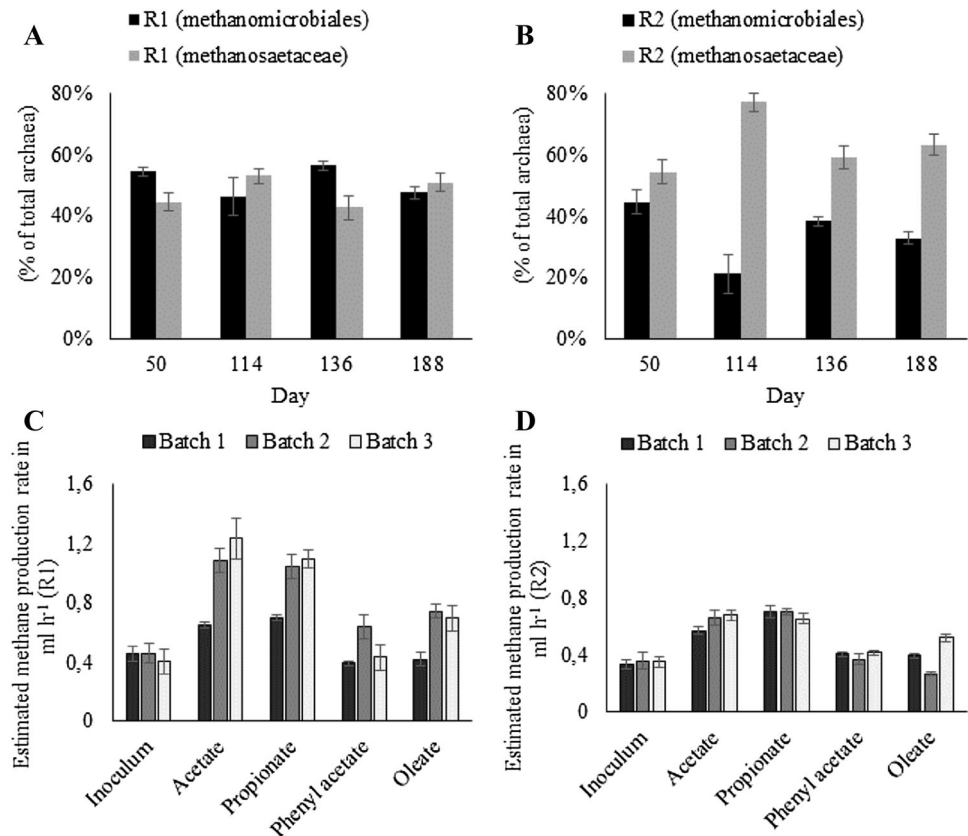 A
R1 (methanomicrobiales)
R1 (methanosaetaceae)
(% of total archaea)
80%
60%
40%
20%
0%
50 114 136 188
Day
B
R2 (methanomicrobiales)
R2 (methanosaetaceae)
(% of total archaea)
80%
60%
40%
20%
0%
50 114 136 188
Day
C
Batch 1 Batch 2 Batch 3
Estimated methane production rate in
ml hr⁻¹ (R1)
1,6
1,2
0,8
0,4
0
Inoculum
Acetate
Propionate
Phenyl acetate
Oleate
D
Batch 1 Batch 2 Batch 3
Estimated methane production rate in
ml hr⁻¹ (R2)
1,6
1,2
0,8
0,4
0
Inoculum
Acetate
Propionate
Phenyl acetate
Oleate